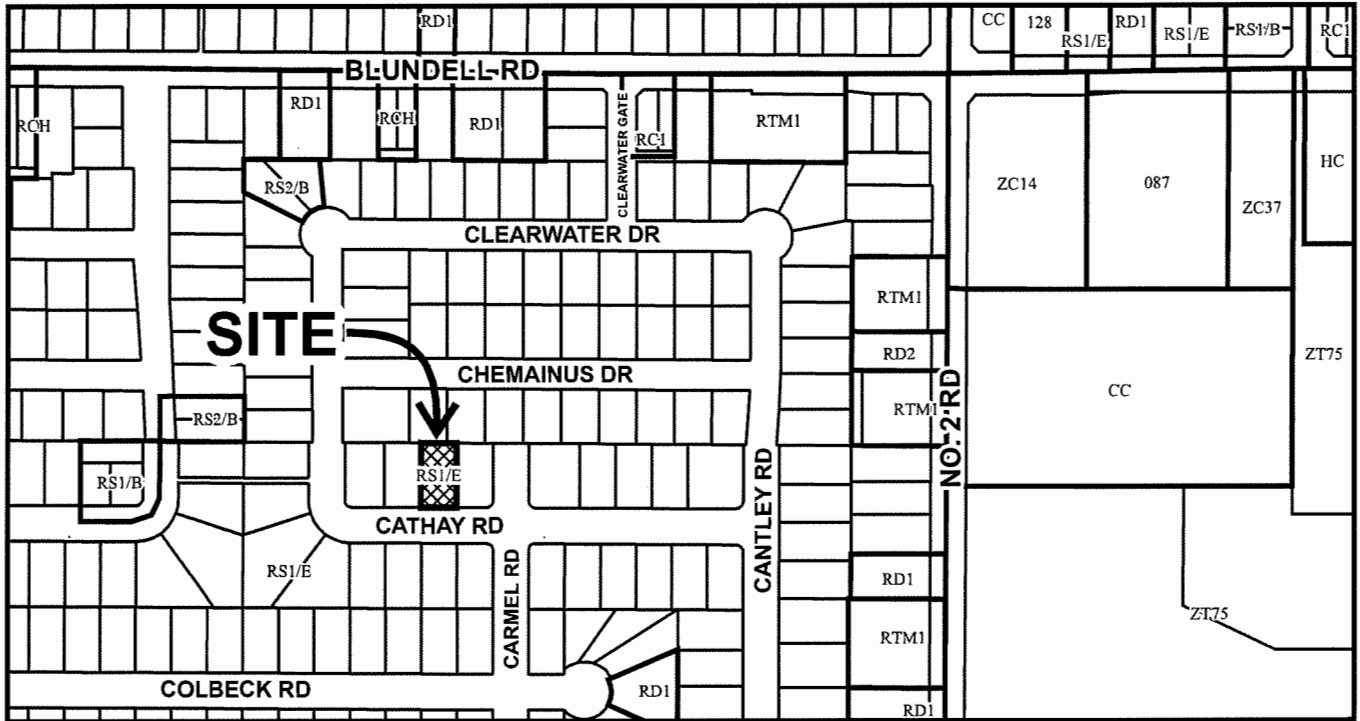 RD1
CC
128
RS1/E
RD1
RS1/E
RS1/B
RC1
BLUNDELL RD
RCH
RD1
RCH
RD1
CLEARWATER GATE
RC1
RTM1
ZC14
087
ZC37
HC
RS2/B
CLEARWATER DR
RTM1
SITE
RD2
ZT75
CHEMAINUS DR
CC
RTM1
RS2/B
NO. 2 RD
RS1/B
RS1/E
CATHAY RD
CANTLEY RD
RS1/E
RD1
CARMEL RD
ZT75
RTM1
COLBECK RD
RD1
RD1